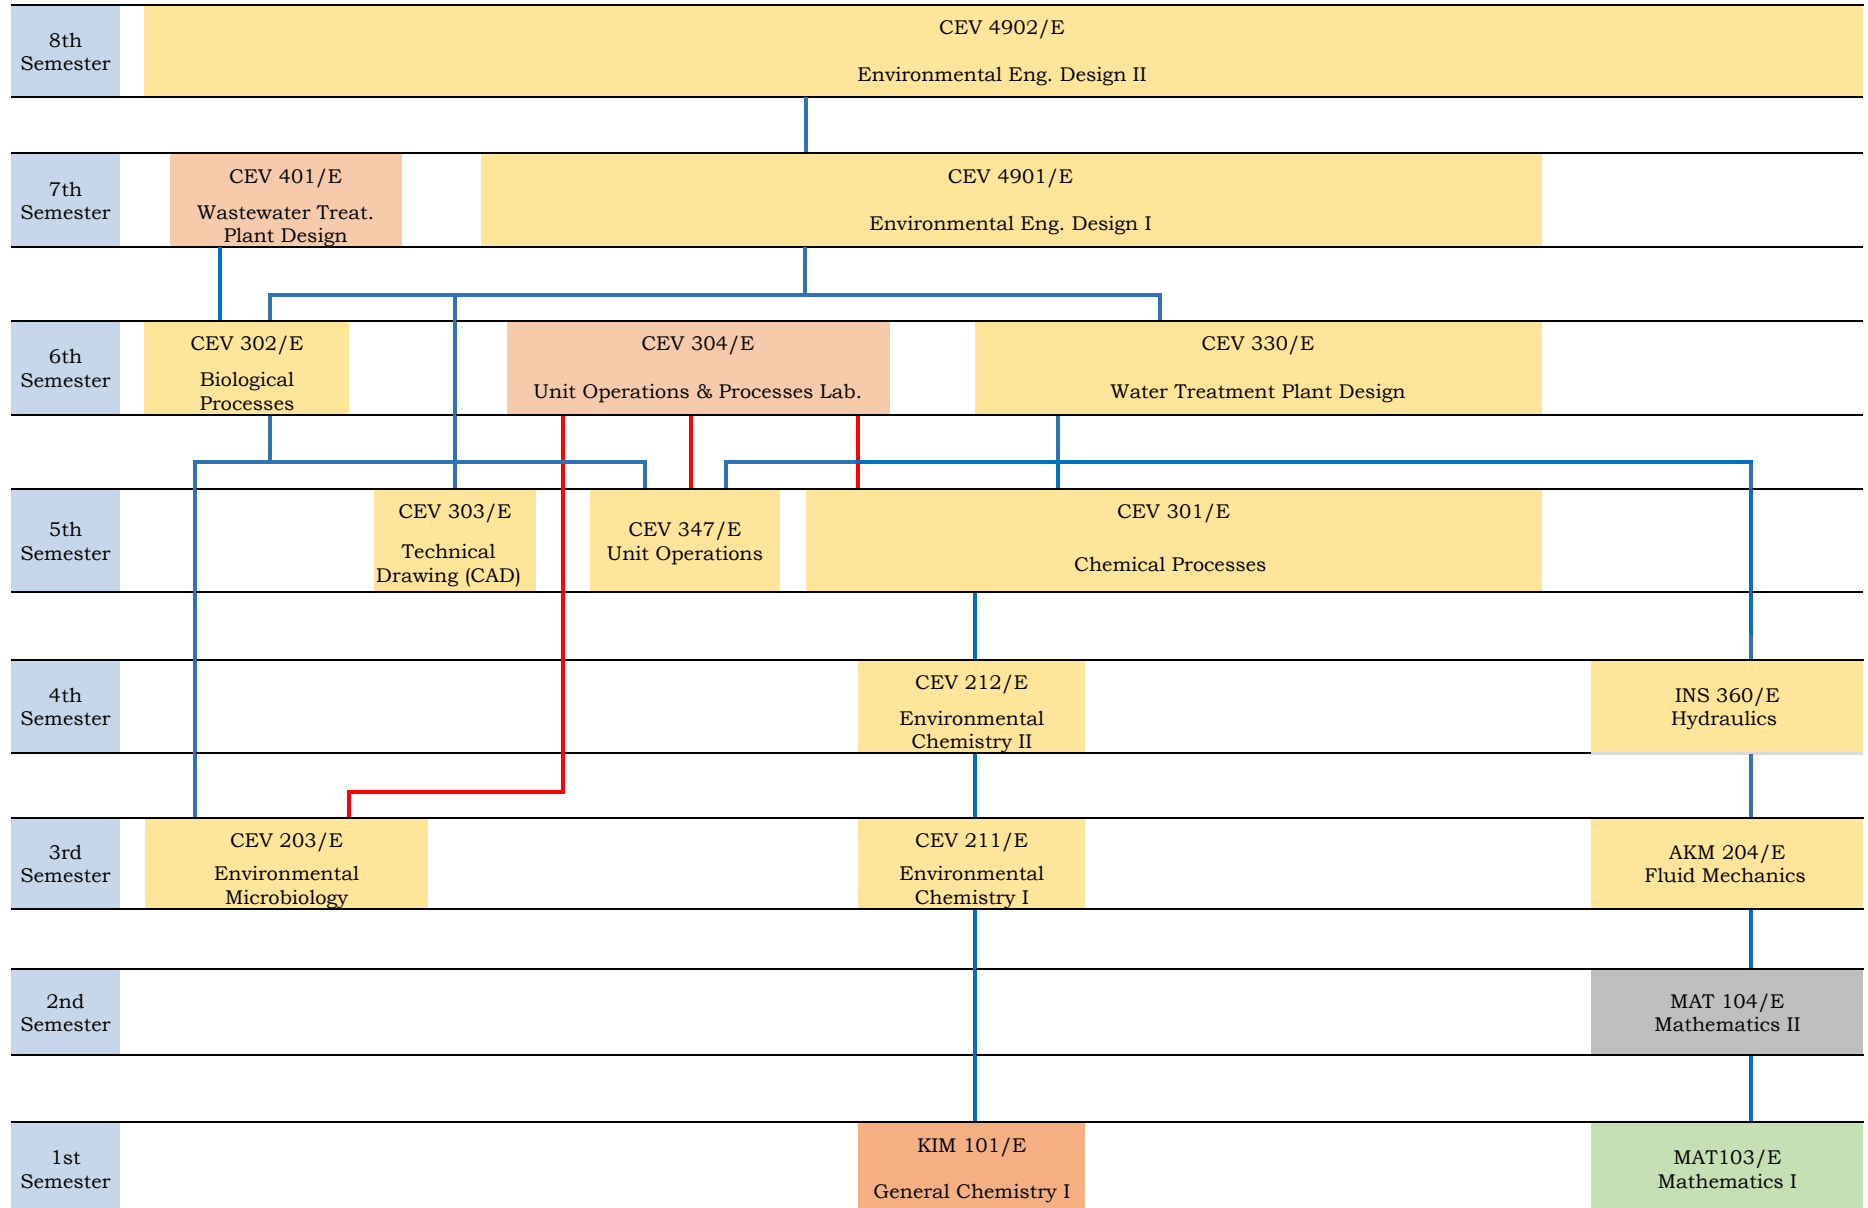 8th
Semester
CEV 4902/E
Environmental Eng. Design II
7th
Semester
CEV 401/E
Wastewater Treat.
Plant Design
CEV 4901/E
Environmental Eng. Design I
6th
Semester
CEV 302/E
Biological
Processes
CEV 304/E
Unit Operations & Processes Lab.
CEV 330/E
Water Treatment Plant Design
5th
Semester
CEV 303/E
Technical
Drawing (CAD)
CEV 347/E
Unit Operations
CEV 301/E
Chemical Processes
4th
Semester
CEV 212/E
Environmental
Chemistry II
INS 360/E
Hydraulics
3rd
Semester
CEV 203/E
Environmental
Microbiology
CEV 211/E
Environmental
Chemistry I
AKM 204/E
Fluid Mechanics
2nd
Semester
MAT 104/E
Mathematics II
1st
Semester
KIM 101/E
General Chemistry I
MAT103/E
Mathematics I